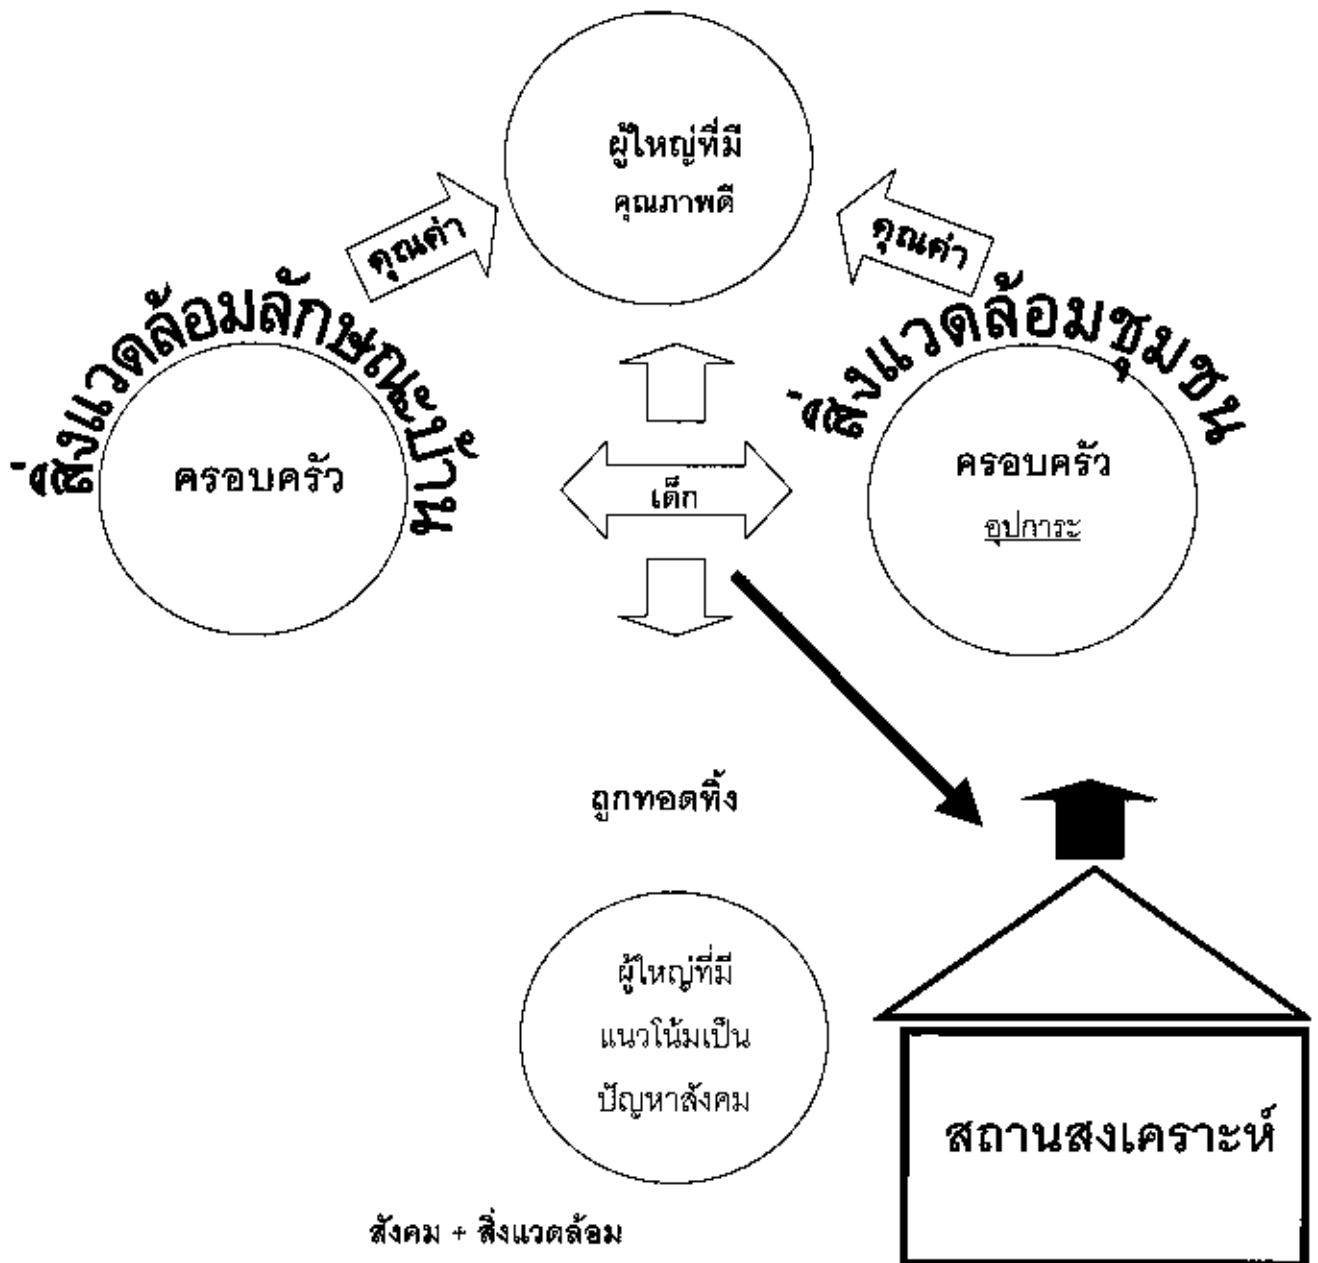 ผู้ใหญ่ที่มี
คุณภาพดี
คุณค่า
คุณค่า
สิ่งแวดล้อมลักษณะบ้าน
สิ่งแวดล้อมชุมชน
ครอบครัว
เด็ก
ครอบครัว
อุปการะ
ถูกทอดทิ้ง
ผู้ใหญ่ที่มี
แนวโน้มเป็น
ปัญหาสังคม
สถานสงเคราะห์
สังคม + สิ่งแวดล้อม